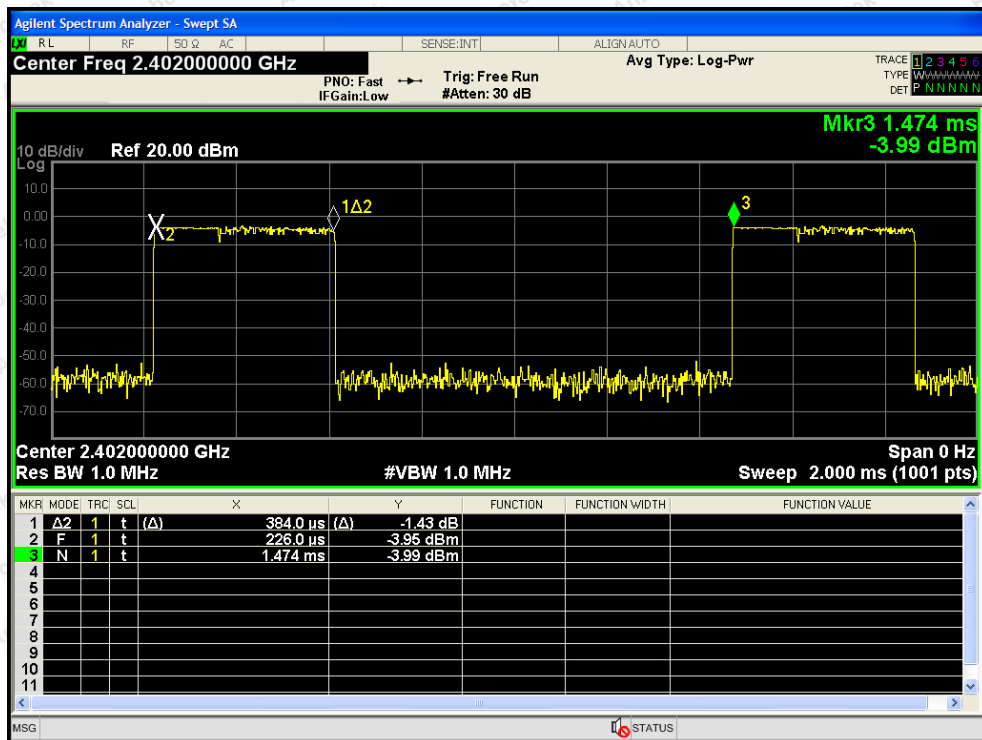 Agilent Spectrum Analyzer - Swept SA
LXI RL RF 50 Ω AC SENSE:INT ALIGNAUTO
Center Freq 2.402000000 GHz Avg Type: Log-Pwr TRACE 1 2 3 4 5 6
PNO: Fast Trig: Free Run TYPE WWWWWW
IFGain:Low #Atten: 30 dB DET P N N N N N
Mkr3 1.474 ms
10 dB/div Ref 20.00 dBm -3.99 dBm
Log
10.0
1Δ2 3
0.00
X2
-10.0
-20.0
-30.0
-40.0
-50.0
-60.0
-70.0
Center 2.402000000 GHz Span 0 Hz
Res BW 1.0 MHz #VBW 1.0 MHz Sweep 2.000 ms (1001 pts)
MKR MODE TRC SCL X Y FUNCTION FUNCTION WIDTH FUNCTION VALUE
1 Δ2 1 t (Δ) 384.0 µs (Δ) -1.43 dB
2 F 1 t 226.0 µs -3.95 dBm
3 N 1 t 1.474 ms -3.99 dBm
4
5
6
7
8
9
10
11
MSG STATUS